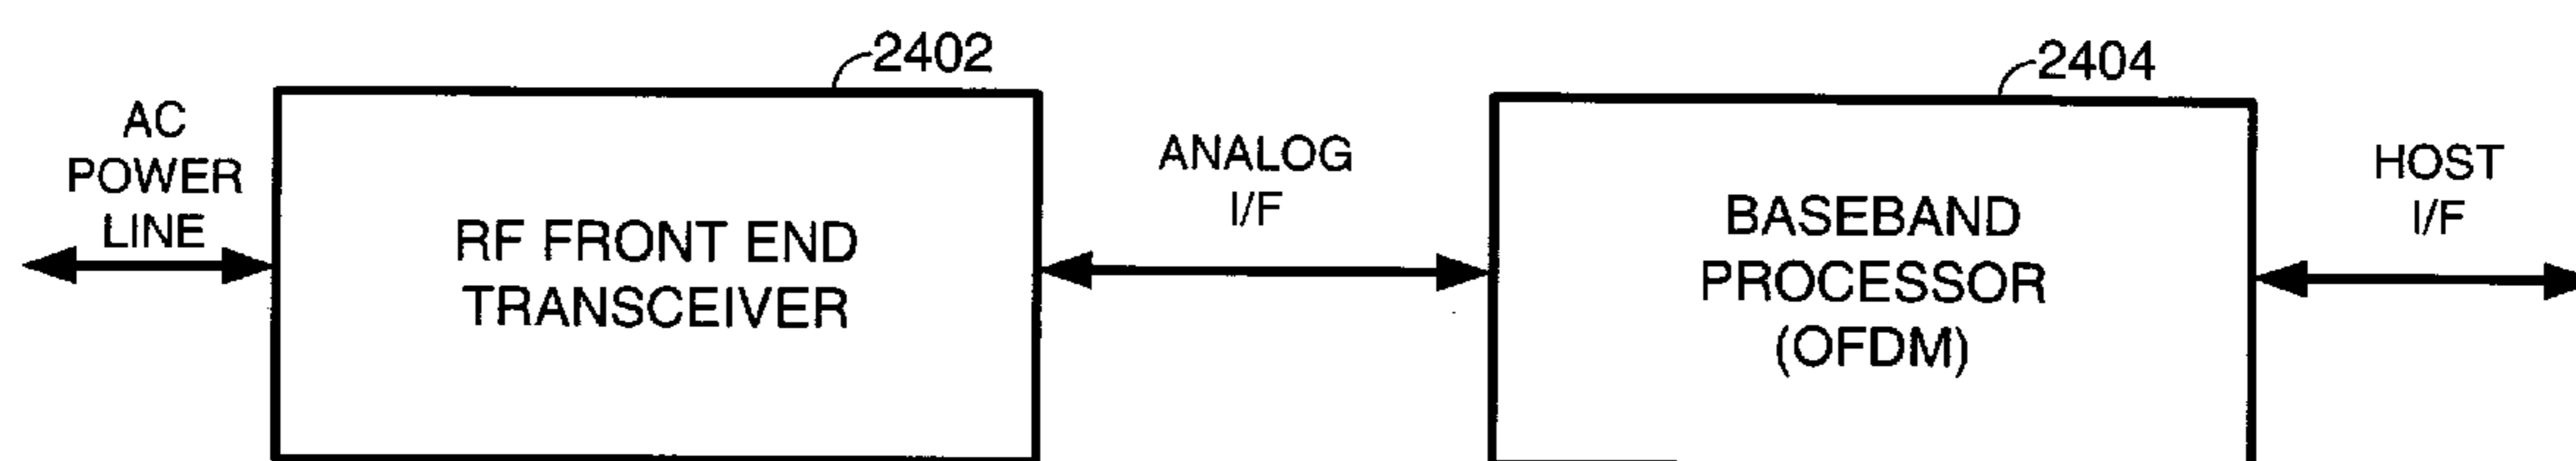 2402
2404
AC
POWER
LINE
RF FRONT END
TRANSCEIVER
ANALOG
I/F
BASEBAND
PROCESSOR
(OFDM)
HOST
I/F